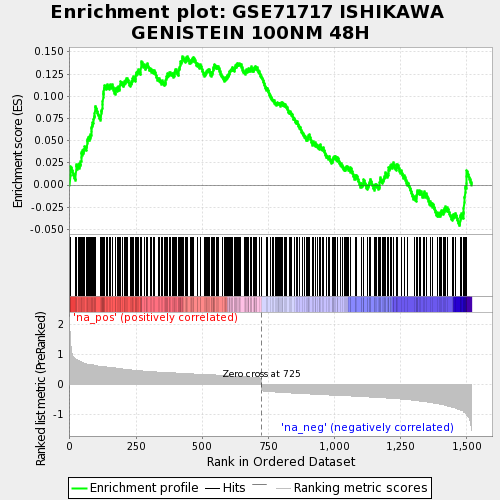 Enrichment plot: GSE71717 ISHIKAWA
GENISTEIN 100NM 48H
Enrichment score (ES)
0.150
0.125
0.100
0.075
0.050
0.025
0.000
-0.025
-0.050
'na_pos' (positively correlated)
Ranked list metric (PreRanked)
2
1
0
-1
Zero cross at 725
'na_neg' (negatively correlated)
0
250
500
750
1,000
1,250
1,500
Rank in Ordered Dataset
Enrichment profile
Hits
Ranking metric scores